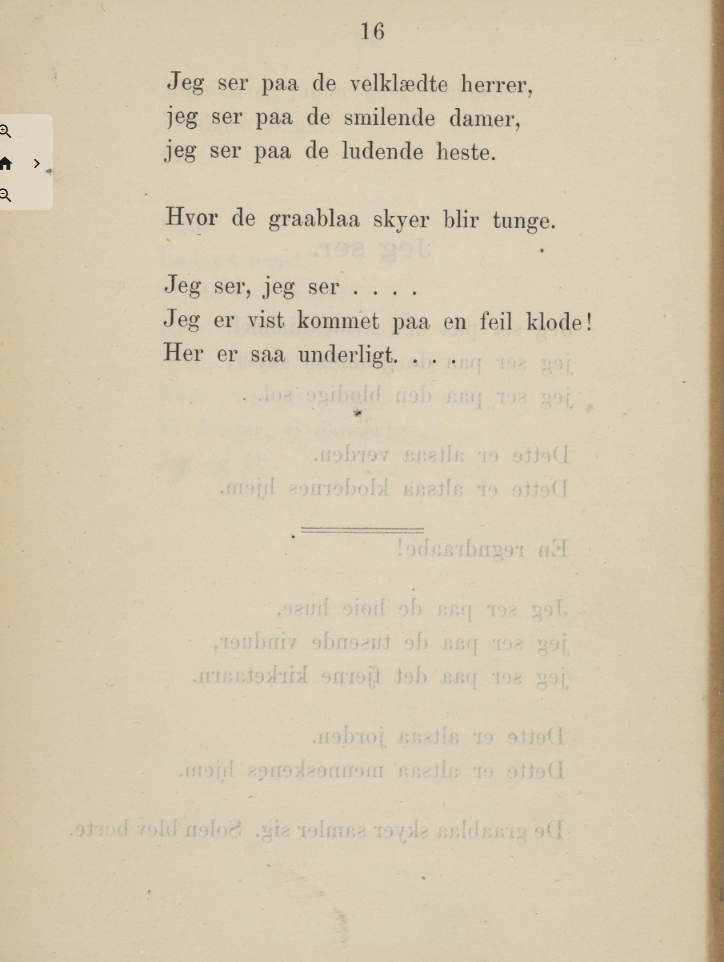 16
Jeg ser paa de velklædte herrer,
jeg ser paa de smilende damer,
jeg ser paa de ludende heste.
Hvor de graablaa skyer blir tunge.
Jeg ser, jeg ser . . . .
Jeg er vist kommet paa en feil klode!
Her er saa underligt. . . .